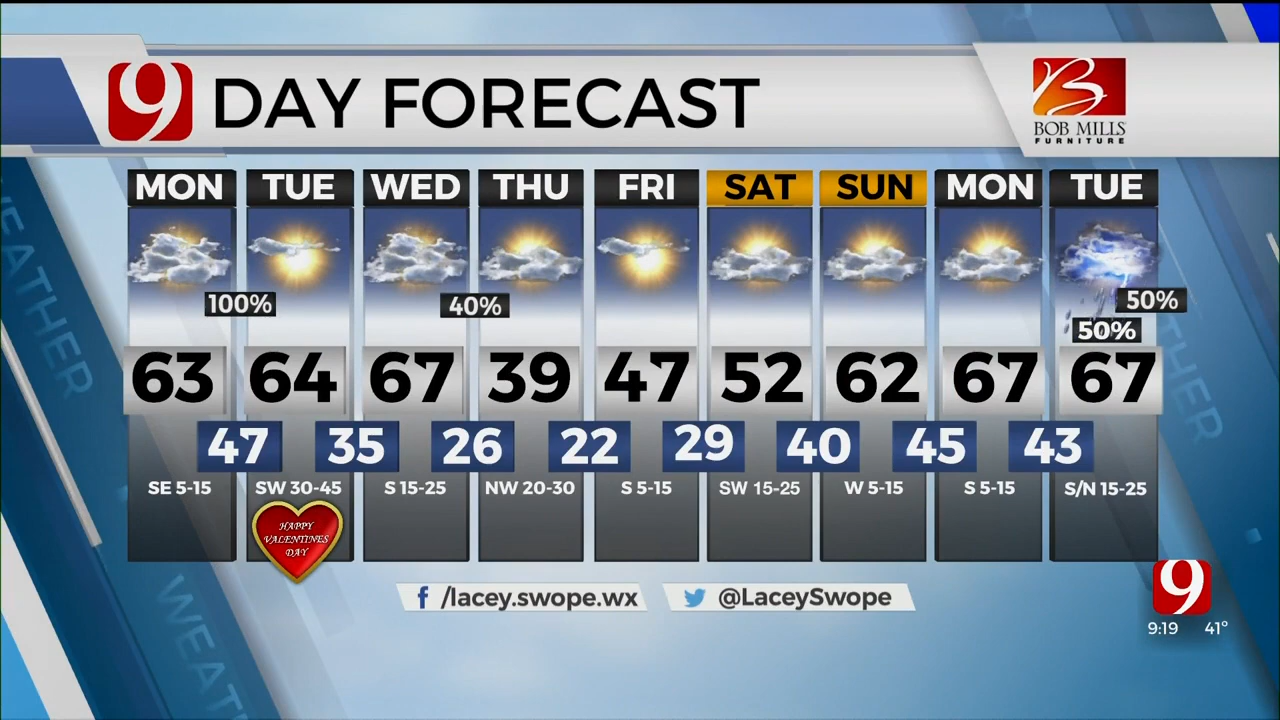 9 DAY FORECAST
B
BOB MILLS
FURNITURE
MON TUE WED THU FRI SAT SUN MON TUE
100% 40% 50%
50%
63 64 67 39 47 52 62 67 67
47 35 26 22 29 40 45 43
SE 5-15 SW 30-45 S 15-25 NW 20-30 S 5-15 SW 15-25 W 5-15 S 5-15 S/N 15-25
HAPPY
VALENTINES
DAY
f /lacey.swope.wx @LaceySwope
9
9:19 41°
WEATHER
WEATHER
WEATHER